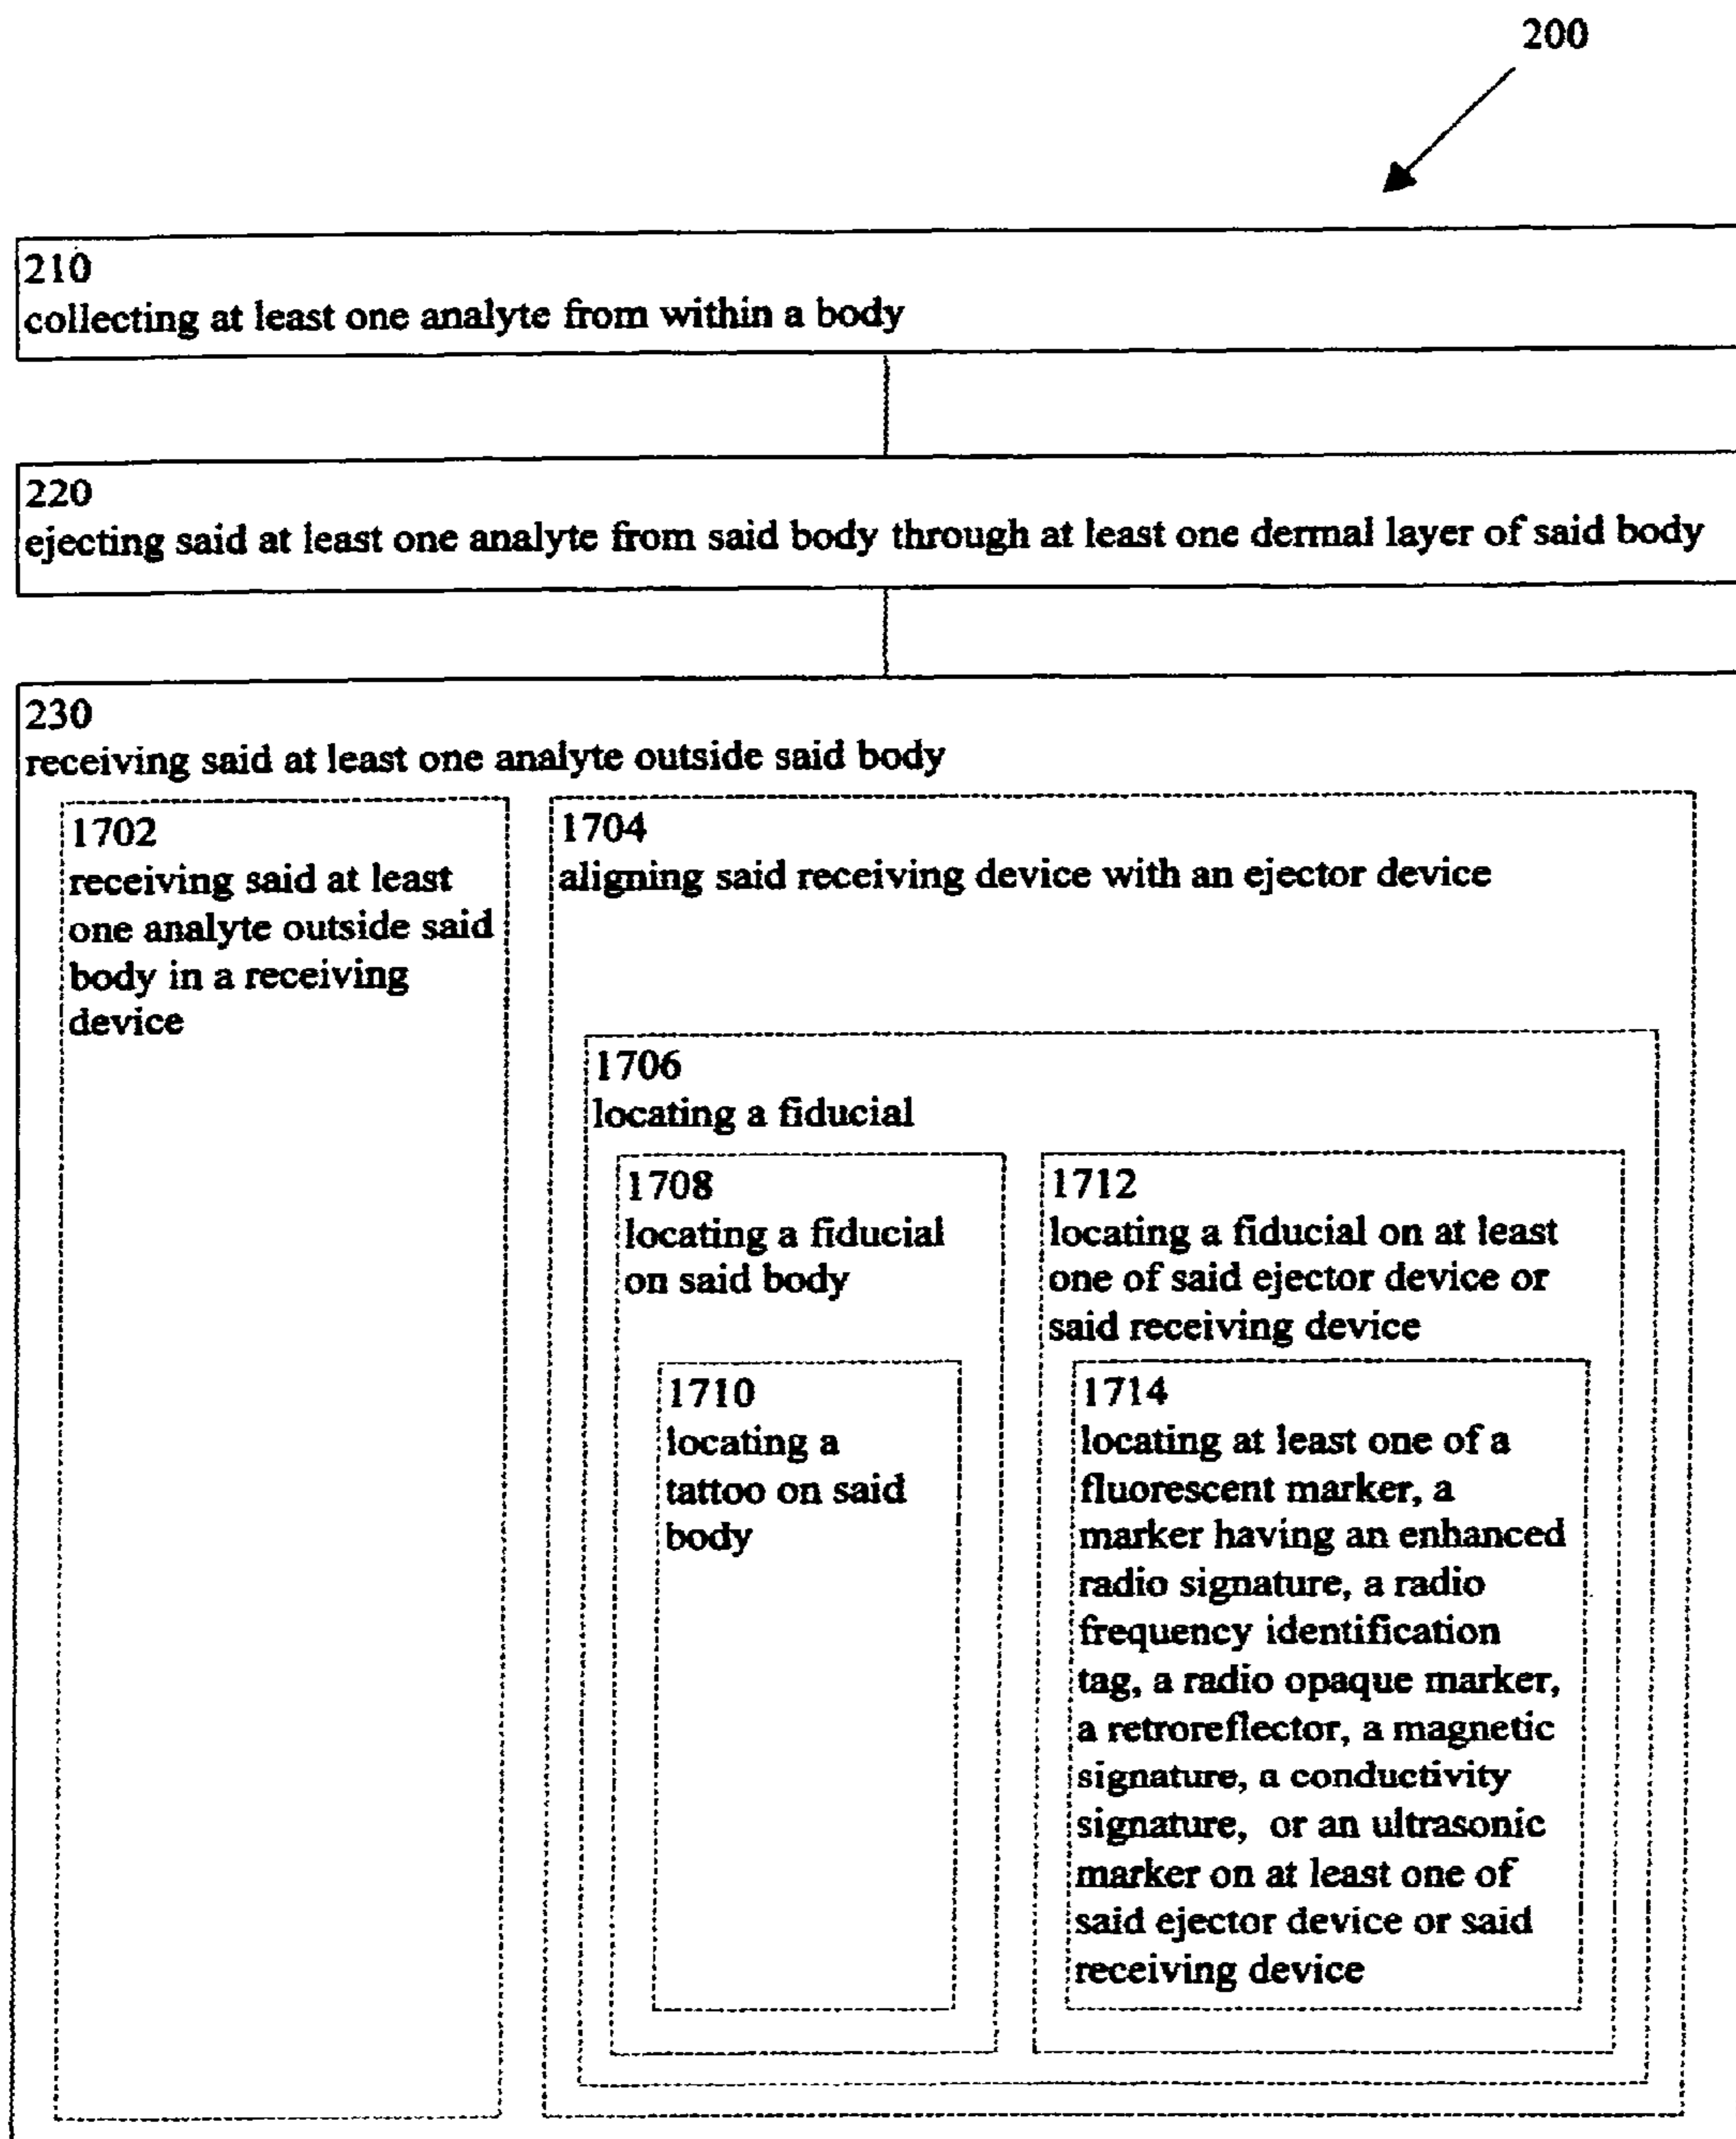 200
210
collecting at least one analyte from within a body
220
ejecting said at least one analyte from said body through at least one dermal layer of said body
230
receiving said at least one analyte outside said body
1702
receiving said at least
one analyte outside said
body in a receiving
device
1704
aligning said receiving device with an ejector device
1706
locating a fiducial
1708
locating a fiducial
on said body
1710
locating a
tattoo on said
body
1712
locating a fiducial on at least
one of said ejector device or
said receiving device
1714
locating at least one of a
fluorescent marker, a
marker having an enhanced
radio signature, a radio
frequency identification
tag, a radio opaque marker,
a retroreflector, a magnetic
signature, a conductivity
signature, or an ultrasonic
marker on at least one of
said ejector device or said
receiving device